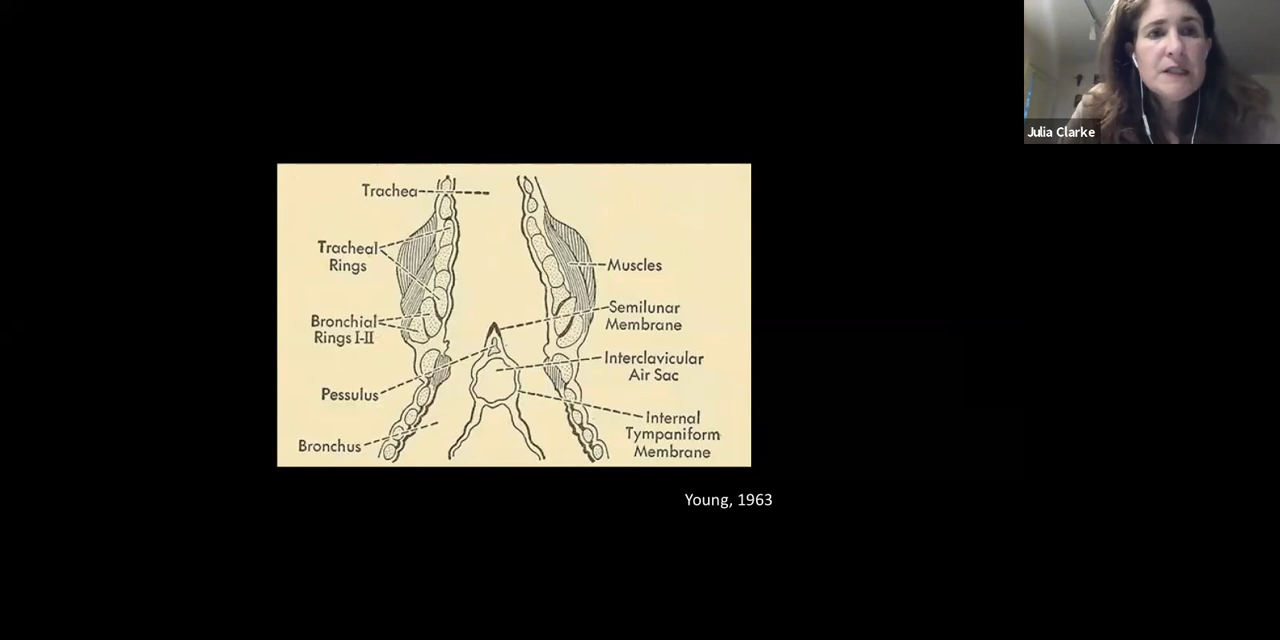 Julia Clarke
Trachea
Tracheal
Rings
Bronchial
Rings I-II
Pessulus
Bronchus
Muscles
Semilunar
Membrane
Interclavicular
Air Sac
Internal
Tympaniform
Membrane
Young, 1963